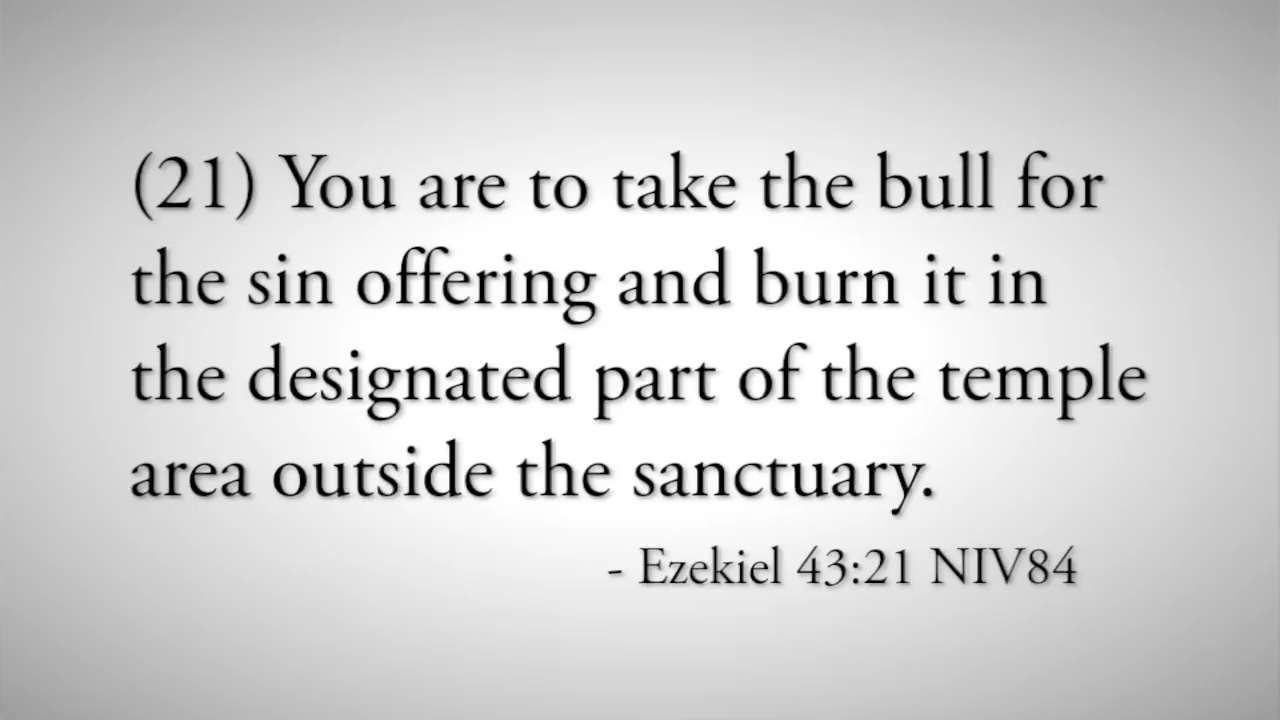 (21) You are to take the bull for
the sin offering and burn it in
the designated part of the temple
area outside the sanctuary.
- Ezekiel 43:21 NIV84